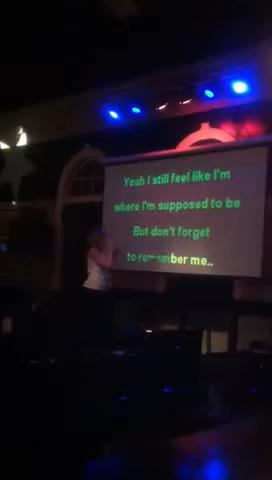 Yeah I still feel like I'm
where I'm supposed to be
But don't forget
to remember me..